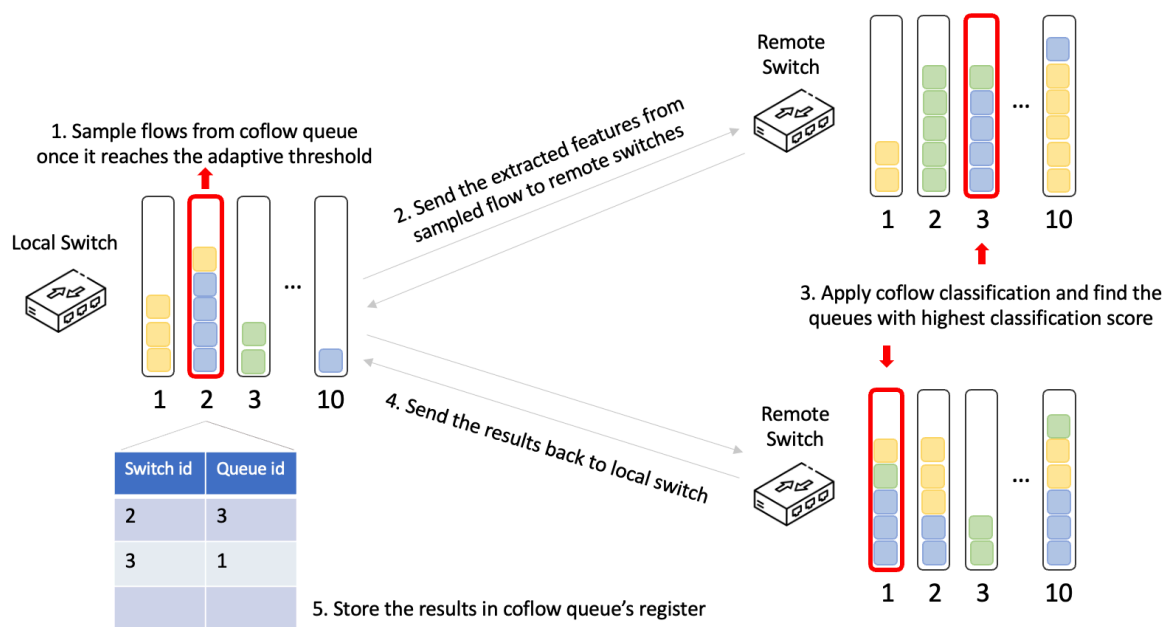 1. Sample flows from coflow queue
once it reaches the adaptive threshold
Local Switch
...
1 2 3 10
Switch id Queue id
2 3
3 1
2. Send the extracted features from
sampled flow to remote switches
Remote
Switch
...
1 2 3 10
3. Apply coflow classification and find the
queues with highest classification score
4. Send the results back to local switch
Remote
Switch
...
1 2 3 10
5. Store the results in coflow queue's register